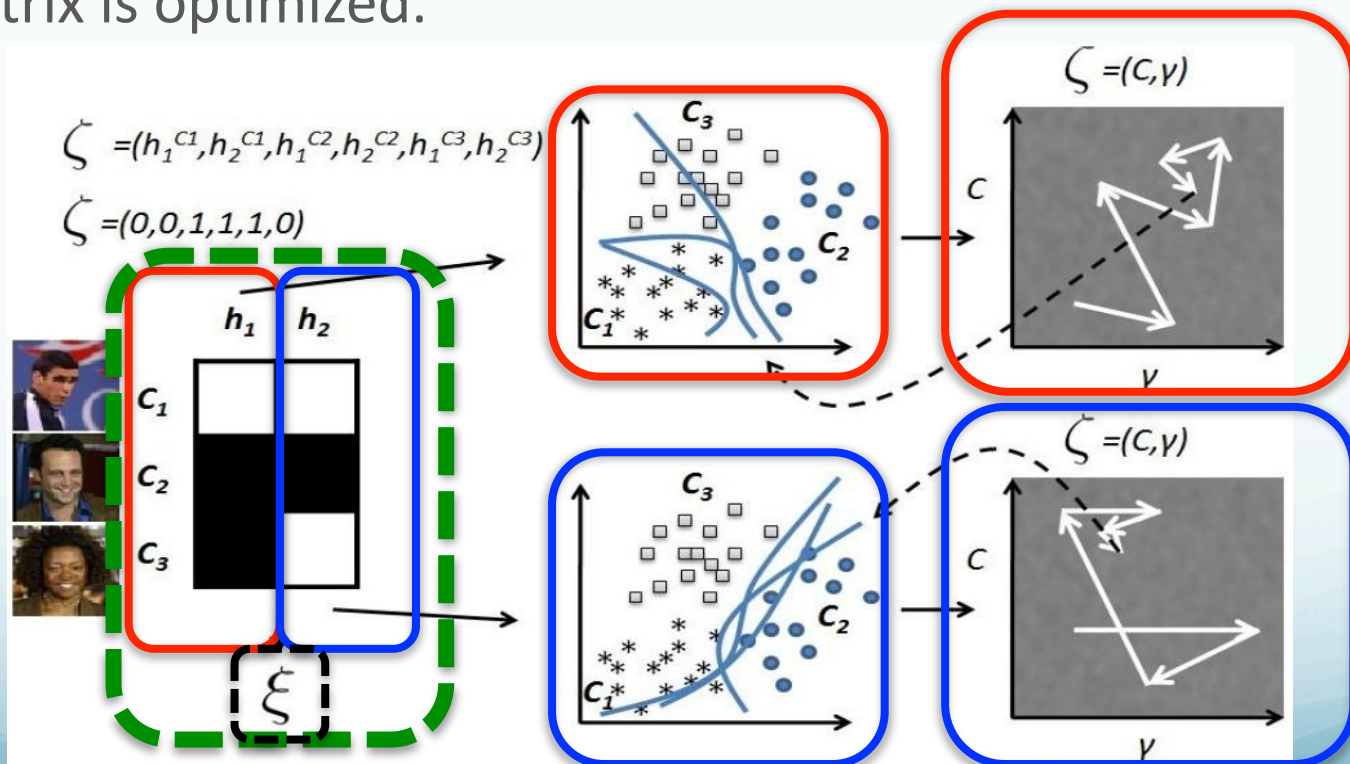 trix is optimized.
ζ =(h₁ᶜ¹,h₂ᶜ¹,h₁ᶜ²,h₂ᶜ²,h₁ᶜ³,h₂ᶜ³)
ζ =(0,0,1,1,1,0)
h₁ h₂
C₁
C₂
C₃
ξ
C₃
C₂
C₁
ζ =(C,γ)
C
γ
C₃
C₂
C₁
ζ =(C,γ)
C
γ